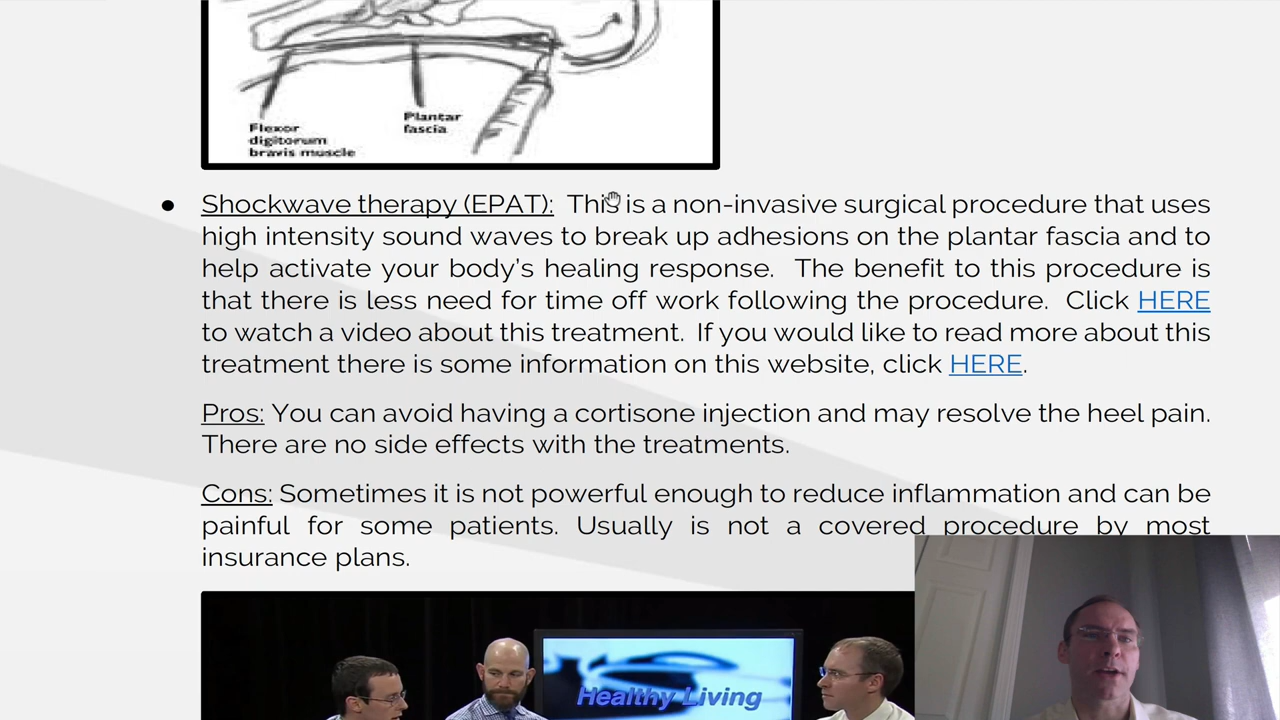 Flexor
digitorum
bravis muscle
Plantar
fascia
● Shockwave therapy (EPAT): This is a non-invasive surgical procedure that uses
high intensity sound waves to break up adhesions on the plantar fascia and to
help activate your body's healing response. The benefit to this procedure is
that there is less need for time off work following the procedure. Click HERE
to watch a video about this treatment. If you would like to read more about this
treatment there is some information on this website, click HERE.
Pros: You can avoid having a cortisone injection and may resolve the heel pain.
There are no side effects with the treatments.
Cons: Sometimes it is not powerful enough to reduce inflammation and can be
painful for some patients. Usually is not a covered procedure by most
insurance plans.
Healthy Living